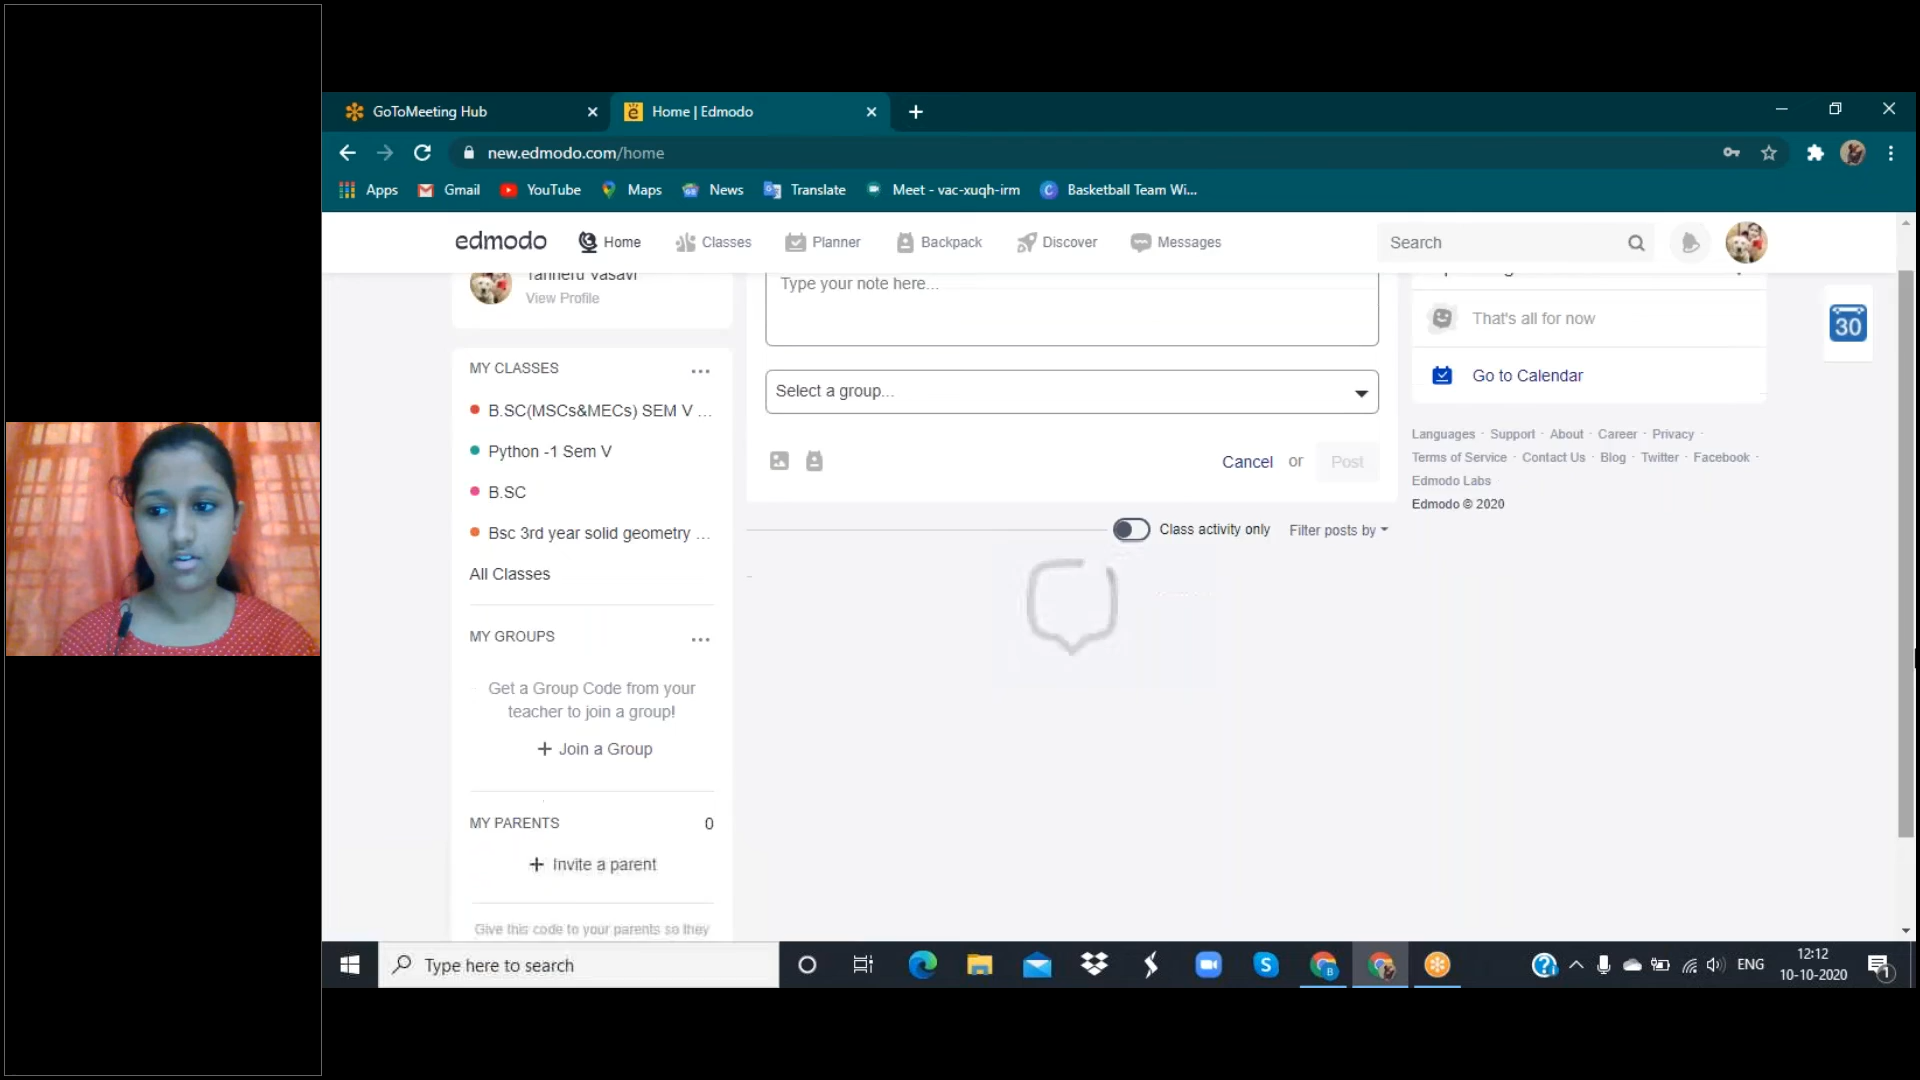 GoToMeeting Hub
Home | Edmodo
new.edmodo.com/home
Apps
Gmail
YouTube
Maps
News
Translate
Meet - vac-xuqh-irm
Basketball Team Wi...
edmodo
Home
Classes
Planner
Backpack
Discover
Messages
Search
Tanneru Vasavi
View Profile
MY CLASSES
B.SC(MSCs&MECs) SEM V ...
Python -1 Sem V
B.SC
Bsc 3rd year solid geometry ...
All Classes
MY GROUPS
Get a Group Code from your
teacher to join a group!
+ Join a Group
MY PARENTS 0
+ Invite a parent
Give this code to your parents so they
Type your note here...
Select a group...
Cancel or Post
Class activity only
Filter posts by
That's all for now
30
Go to Calendar
Languages · Support · About · Career · Privacy ·
Terms of Service · Contact Us · Blog · Twitter · Facebook ·
Edmodo Labs
Edmodo © 2020
Type here to search
ENG
12:12
10-10-2020
1